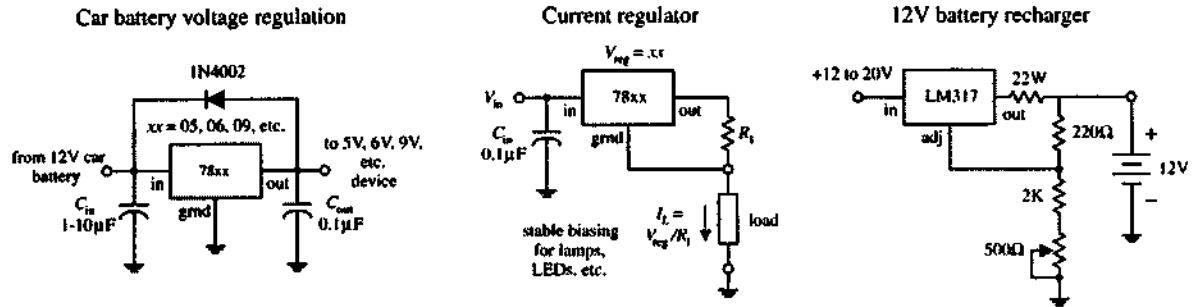 Car battery voltage regulation
1N4002
xx = 05, 06, 09, etc.
from 12V car
battery
in
78xx
out
grnd
to 5V, 6V, 9V,
etc.
device
C_in
1-10µF
C_out
0.1µF
Current regulator
V_reg = xx
V_in
in
78xx
out
grnd
C_in
0.1µF
R_1
stable biasing
for lamps,
LEDs, etc.
I_L =
V_reg/R_1
load
12V battery recharger
+12 to 20V
in
LM317
out
adj
22W
220Ω
2K
500Ω
+
12V
−